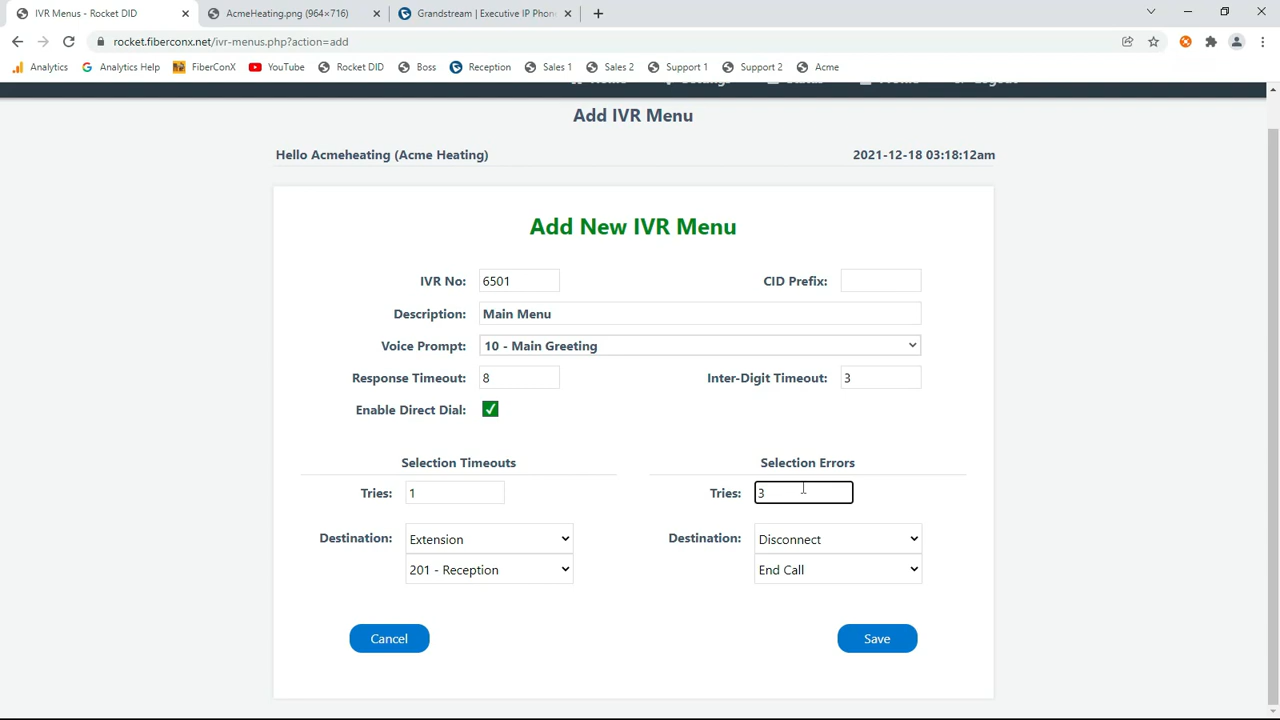 IVR Menus - Rocket DID
AcmeHeating.png (964×716)
Grandstream | Executive IP Phon
rocket.fiberconx.net/ivr-menus.php?action=add
Analytics
Analytics Help
FiberConX
YouTube
Rocket DID
Boss
Reception
Sales 1
Sales 2
Support 1
Support 2
Acme
Add IVR Menu
Hello Acmeheating (Acme Heating)
2021-12-18 03:18:12am
Add New IVR Menu
IVR No: 6501
CID Prefix:
Description: Main Menu
Voice Prompt: 10 - Main Greeting
Response Timeout: 8
Inter-Digit Timeout: 3
Enable Direct Dial:
Selection Timeouts
Selection Errors
Tries: 1
Tries: 3
Destination: Extension
Destination: Disconnect
201 - Reception
End Call
Cancel
Save